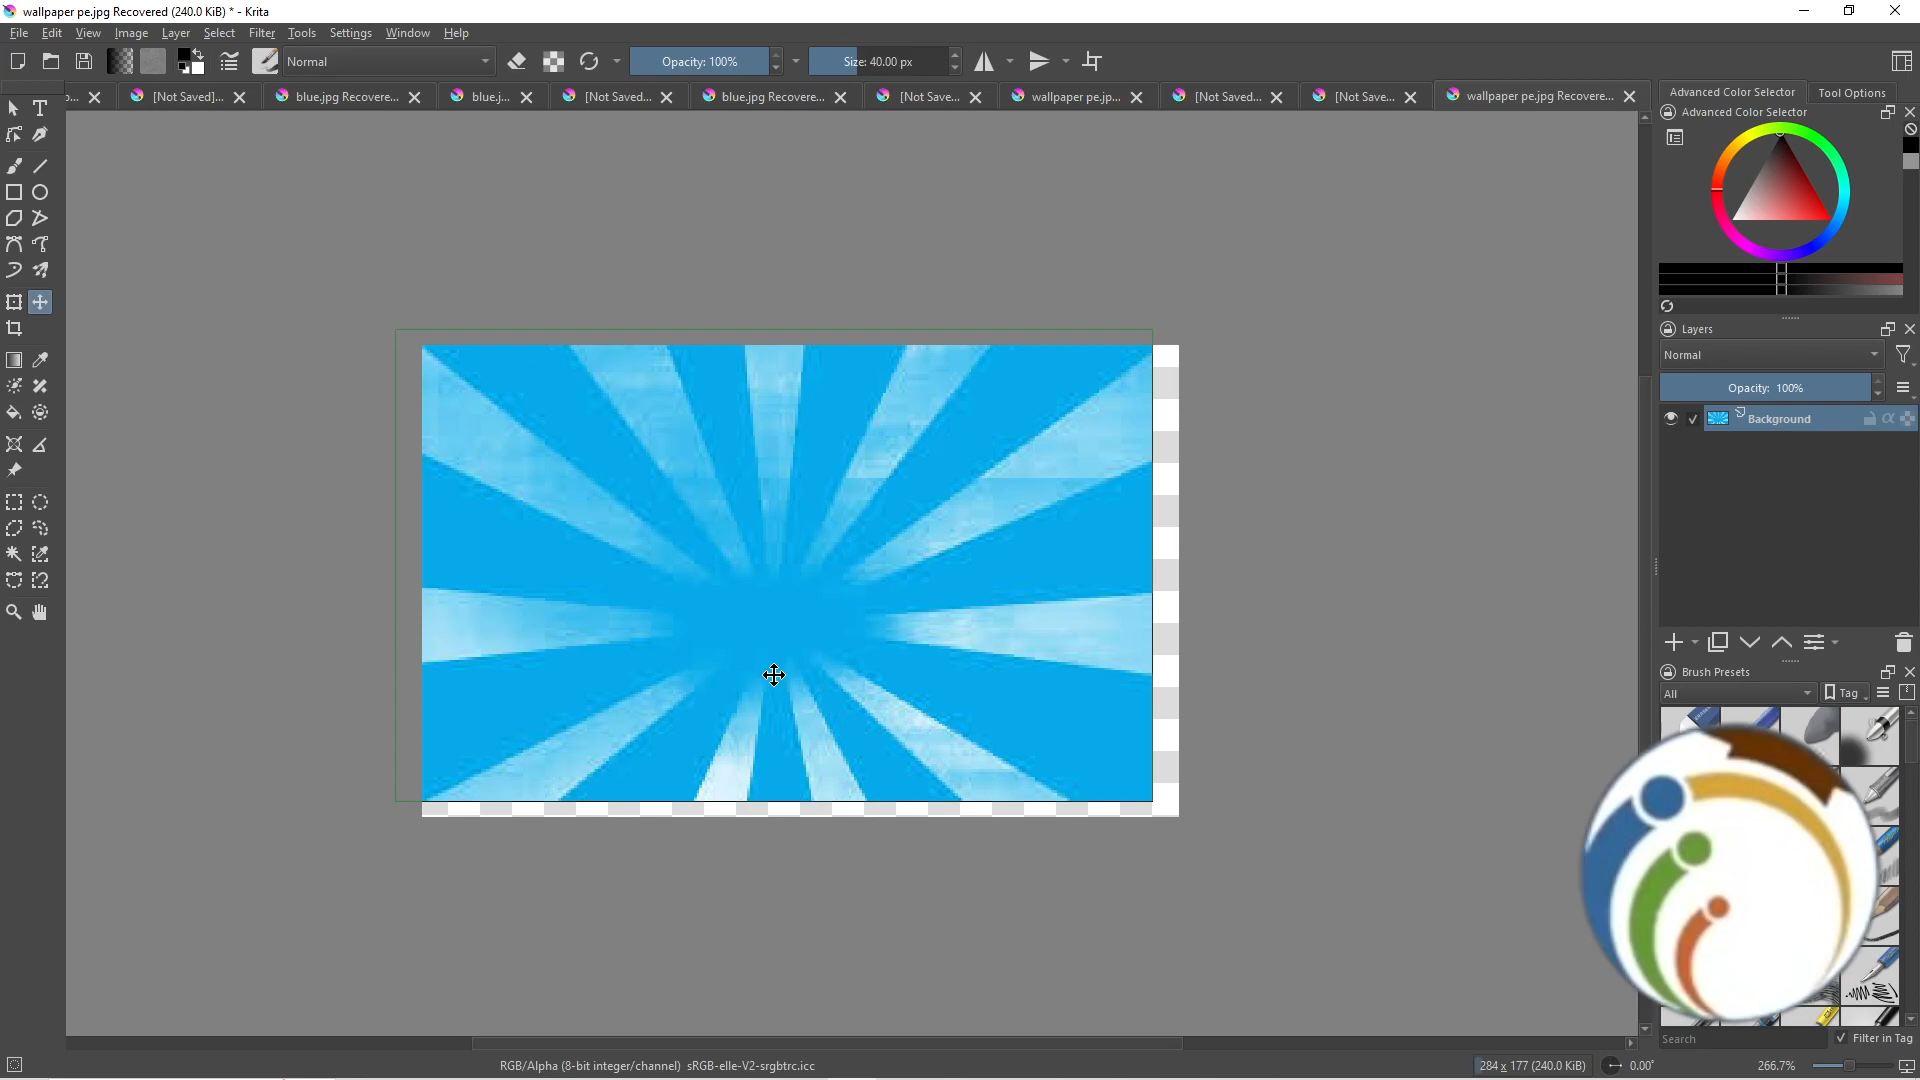 wallpaper pe.jpg Recovered (240.0 KiB) * - Krita
File Edit View Image Layer Select Filter Tools Settings Window Help
Normal
Opacity: 100%
Size: 40.00 px
[Not Saved]...
blue.jpg Recovere...
blue.j...
[Not Saved...
blue.jpg Recovere...
[Not Save...
wallpaper pe.jp...
[Not Saved...
[Not Save...
wallpaper pe.jpg Recovere...
Advanced Color Selector
Tool Options
Advanced Color Selector
Layers
Normal
Opacity: 100%
Background
Brush Presets
All
Tag
Search
Filter in Tag
RGB/Alpha (8-bit integer/channel) sRGB-elle-V2-srgbtrc.icc
284 x 177 (240.0 KiB)
0.00°
266.7%